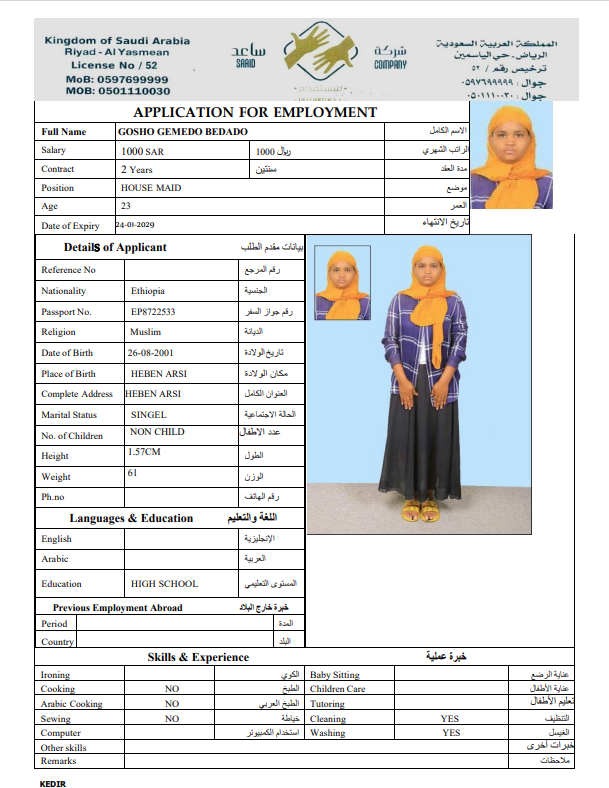 Kingdom of Saudi Arabia
Riyad - Al Yasmean
License No / 52
MoB: 0597699999
MOB: 0501110030
ساعد
SAAID
شركة
COMPANY
المملكة العربية السعودية
الرياض.حي الياسمين
ترخيص رقم / ٥٢
جوال : ٠٥٩٧٦٩٩٩٩٩
جوال : ٠٥٠١١١٠٠٣٠
APPLICATION FOR EMPLOYMENT
Full Name GOSHO GEMEDO BEDADO الاسم الكامل
Salary 1000 SAR 1000 ريال الراتب الشهري
Contract 2 Years سنتين مدة العقد
Position HOUSE MAID موضع
Age 23 العمر
Date of Expiry 24-01-2029 تاريخ الانتهاء
Details of Applicant بيانات مقدم الطلب
Reference No رقم المرجع
Nationality Ethiopia الجنسية
Passport No. EP8722533 رقم جواز السفر
Religion Muslim الديانة
Date of Birth 26-08-2001 تاريخ الولادة
Place of Birth HEBEN ARSI مكان الولادة
Complete Address HEBEN ARSI العنوان الكامل
Marital Status SINGEL الحالة الاجتماعية
No. of Children NON CHILD عدد الاطفال
Height 1.57CM الطول
Weight 61 الوزن
Ph.no رقم الهاتف
Languages & Education اللغة والتعليم
English الإنجليزية
Arabic العربية
Education HIGH SCHOOL المستوى التعليمي
Previous Employment Abroad خبرة خارج البلاد
Period المدة
Country البلد
Skills & Experience خبرة عملية
Ironing الكوي Baby Sitting عناية الرضع
Cooking NO الطبخ Children Care عناية الأطفال
Arabic Cooking NO الطبخ العربي Tutoring تعليم الأطفال
Sewing NO خياطة Cleaning YES التنظيف
Computer استخدام الكمبيوتر Washing YES الغسيل
Other skills خبرات أخرى
Remarks ملاحظات
KEDIR